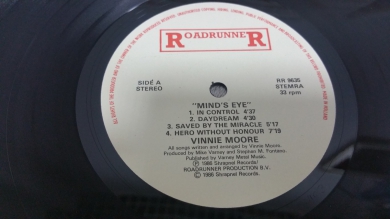 ROADRUNNER
SIDE A
STEREO
RR 9635
STEMRA
33 rpm
"MIND'S EYE"
1. IN CONTROL 4'37
2. DAYDREAM 4'30
3. SAVED BY THE MIRACLE 5'17
4. HERO WITHOUT HONOUR 7'19
VINNIE MOORE
All songs written and arranged by Vinnie Moore.
Produced by Mike Varney and Stephen M. Fontano.
Published by Varney Metal Music.
℗ 1986 Shrapnel Records/
ROADRUNNER PRODUCTION B.V.
© 1986 Shrapnel Records/